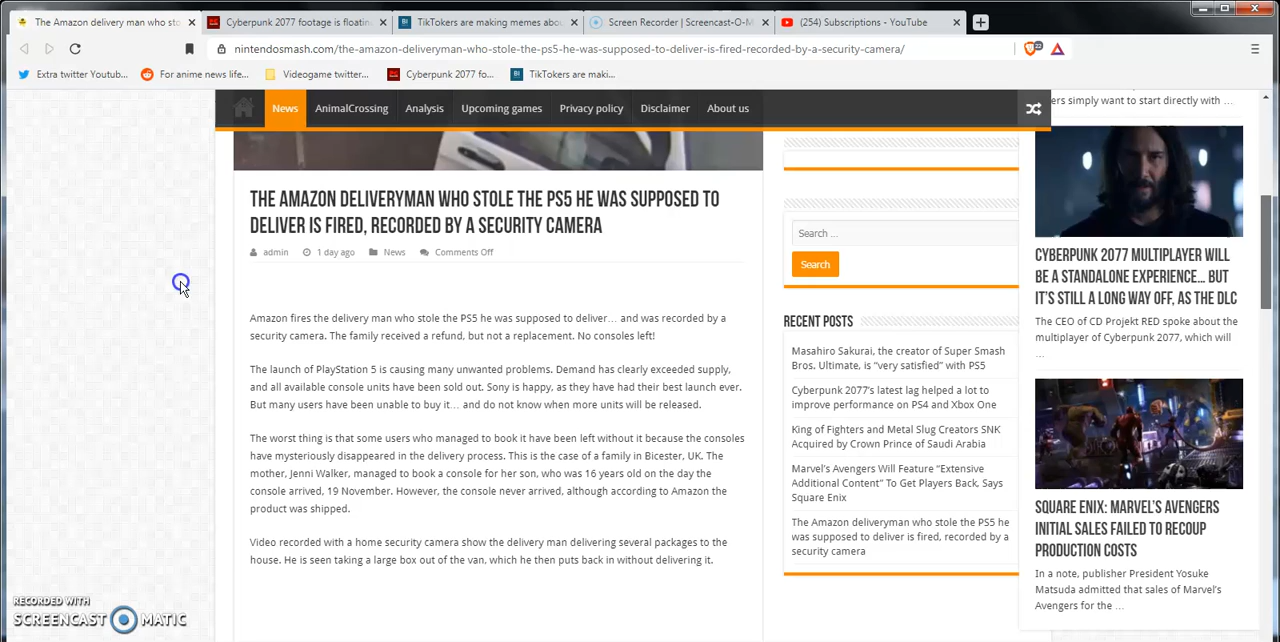 The Amazon delivery man who sto
Cyberpunk 2077 footage is floatin
TikTokers are making memes abou
Screen Recorder | Screencast-O-M
(254) Subscriptions - YouTube
nintendosmash.com/the-amazon-deliveryman-who-stole-the-ps5-he-was-supposed-to-deliver-is-fired-recorded-by-a-security-camera/
22
Extra twitter Youtub...
For anime news life...
Videogame twitter...
Cyberpunk 2077 fo...
TikTokers are maki...
News
AnimalCrossing
Analysis
Upcoming games
Privacy policy
Disclaimer
About us
THE AMAZON DELIVERYMAN WHO STOLE THE PS5 HE WAS SUPPOSED TO
DELIVER IS FIRED, RECORDED BY A SECURITY CAMERA
admin 1 day ago News Comments Off
Amazon fires the delivery man who stole the PS5 he was supposed to deliver... and was recorded by a
security camera. The family received a refund, but not a replacement. No consoles left!
The launch of PlayStation 5 is causing many unwanted problems. Demand has clearly exceeded supply,
and all available console units have been sold out. Sony is happy, as they have had their best launch ever.
But many users have been unable to buy it... and do not know when more units will be released.
The worst thing is that some users who managed to book it have been left without it because the consoles
have mysteriously disappeared in the delivery process. This is the case of a family in Bicester, UK. The
mother, Jenni Walker, managed to book a console for her son, who was 16 years old on the day the
console arrived, 19 November. However, the console never arrived, although according to Amazon the
product was shipped.
Video recorded with a home security camera show the delivery man delivering several packages to the
house. He is seen taking a large box out of the van, which he then puts back in without delivering it.
Search ...
Search
RECENT POSTS
Masahiro Sakurai, the creator of Super Smash
Bros. Ultimate, is "very satisfied" with PS5
Cyberpunk 2077's latest lag helped a lot to
improve performance on PS4 and Xbox One
King of Fighters and Metal Slug Creators SNK
Acquired by Crown Prince of Saudi Arabia
Marvel's Avengers Will Feature "Extensive
Additional Content" To Get Players Back, Says
Square Enix
The Amazon deliveryman who stole the PS5 he
was supposed to deliver is fired, recorded by a
security camera
ers simply want to start directly with ...
CYBERPUNK 2077 MULTIPLAYER WILL
BE A STANDALONE EXPERIENCE... BUT
IT'S STILL A LONG WAY OFF, AS THE DLC
The CEO of CD Projekt RED spoke about the
multiplayer of Cyberpunk 2077, which will
...
SQUARE ENIX: MARVEL'S AVENGERS
INITIAL SALES FAILED TO RECOUP
PRODUCTION COSTS
In a note, publisher President Yosuke
Matsuda admitted that sales of Marvel's
Avengers for the ...
RECORDED WITH
SCREENCAST MATIC